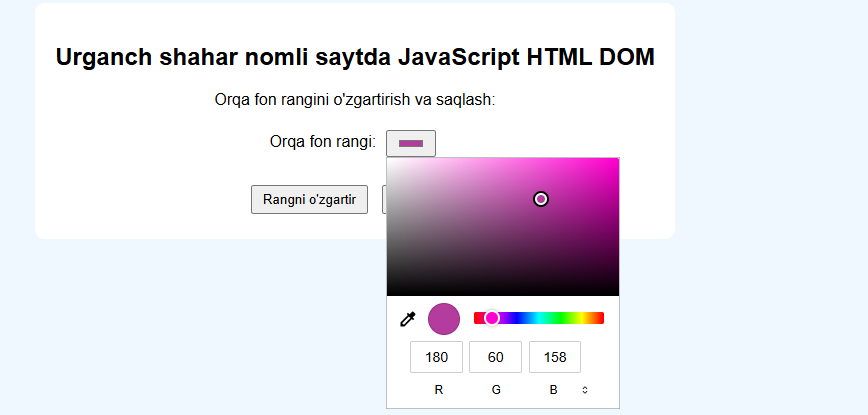 Urganch shahar nomli saytda JavaScript HTML DOM
Orqa fon rangini o'zgartirish va saqlash:
Orqa fon rangi:
Rangni o'zgartir
180 60 158
R G B